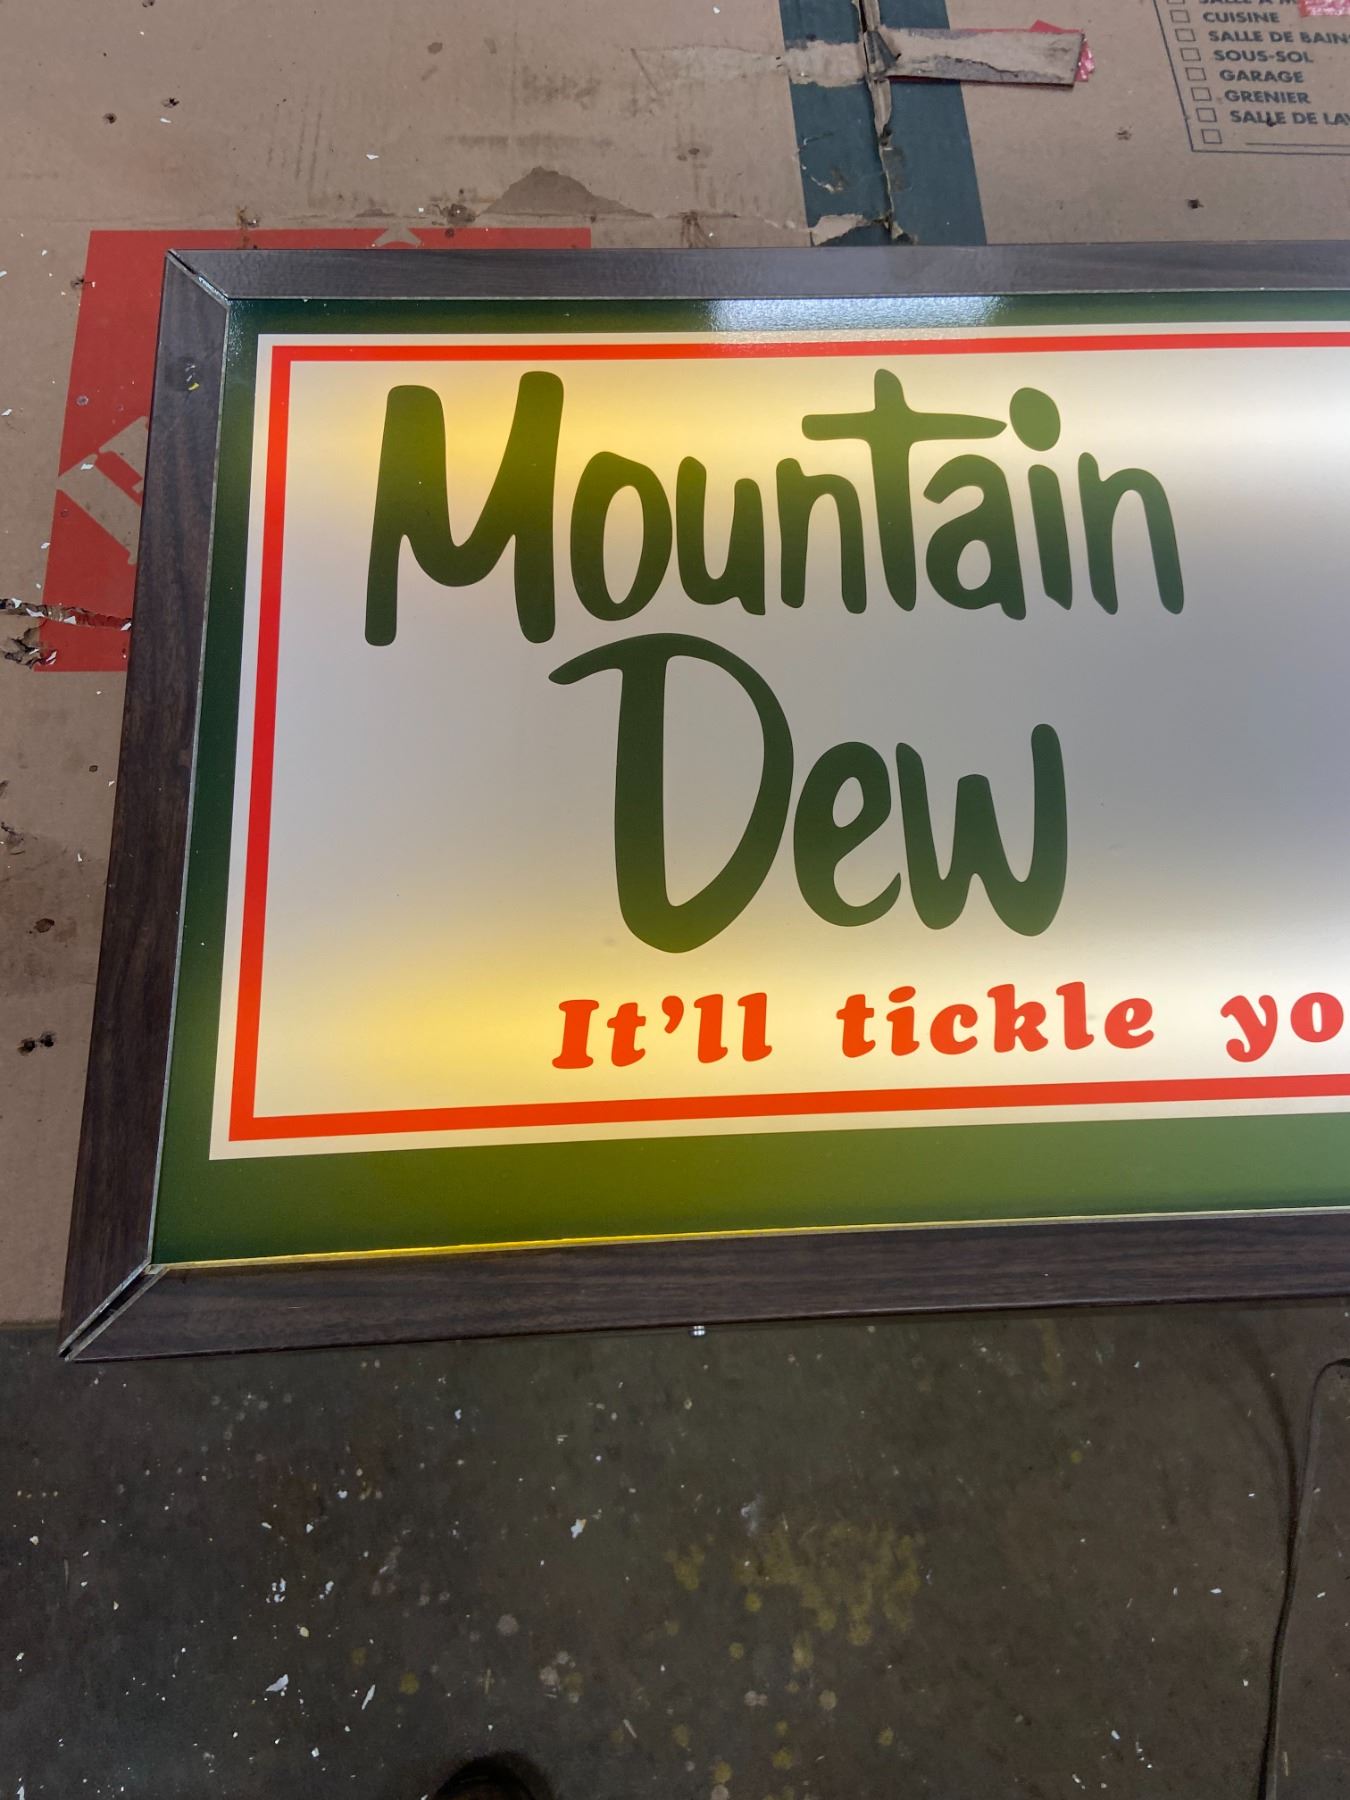 CUISINE
SALLE DE BAIN
SOUS-SOL
GARAGE
GRENIER
SALLE DE LA
Mountain
Dew
It'll tickle yo